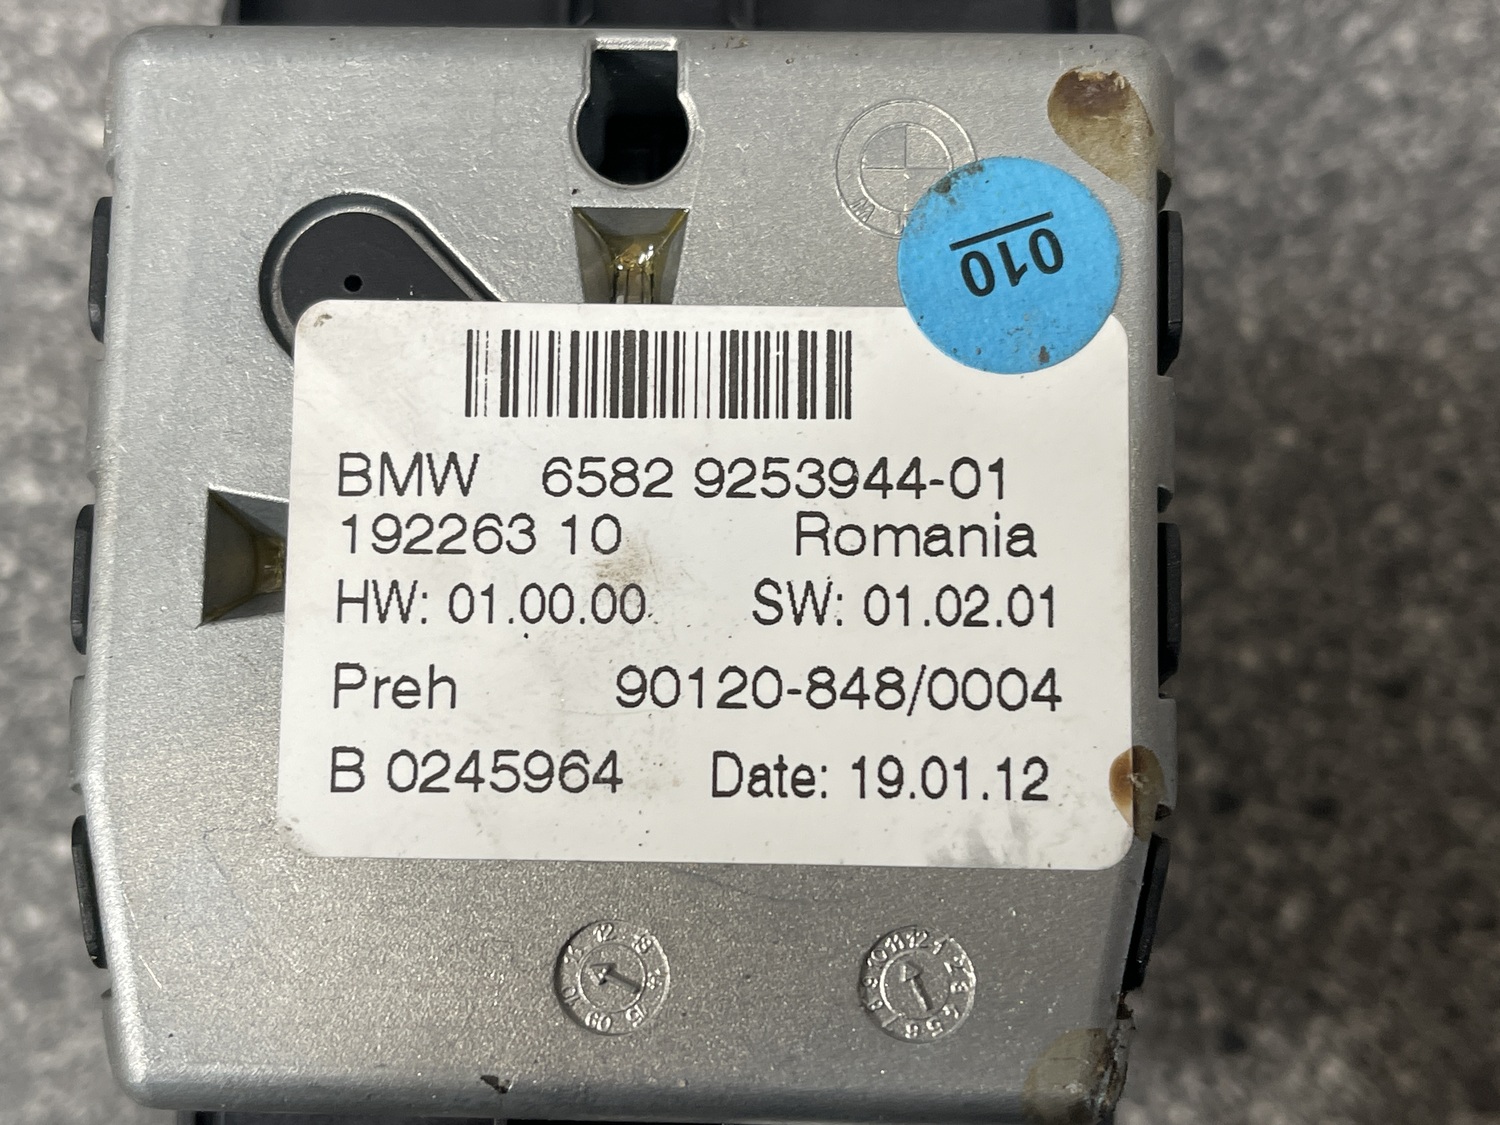 010
BMW 6582 9253944-01
192263 10 Romania
HW: 01.00.00 SW: 01.02.01
Preh 90120-848/0004
B 0245964 Date: 19.01.12